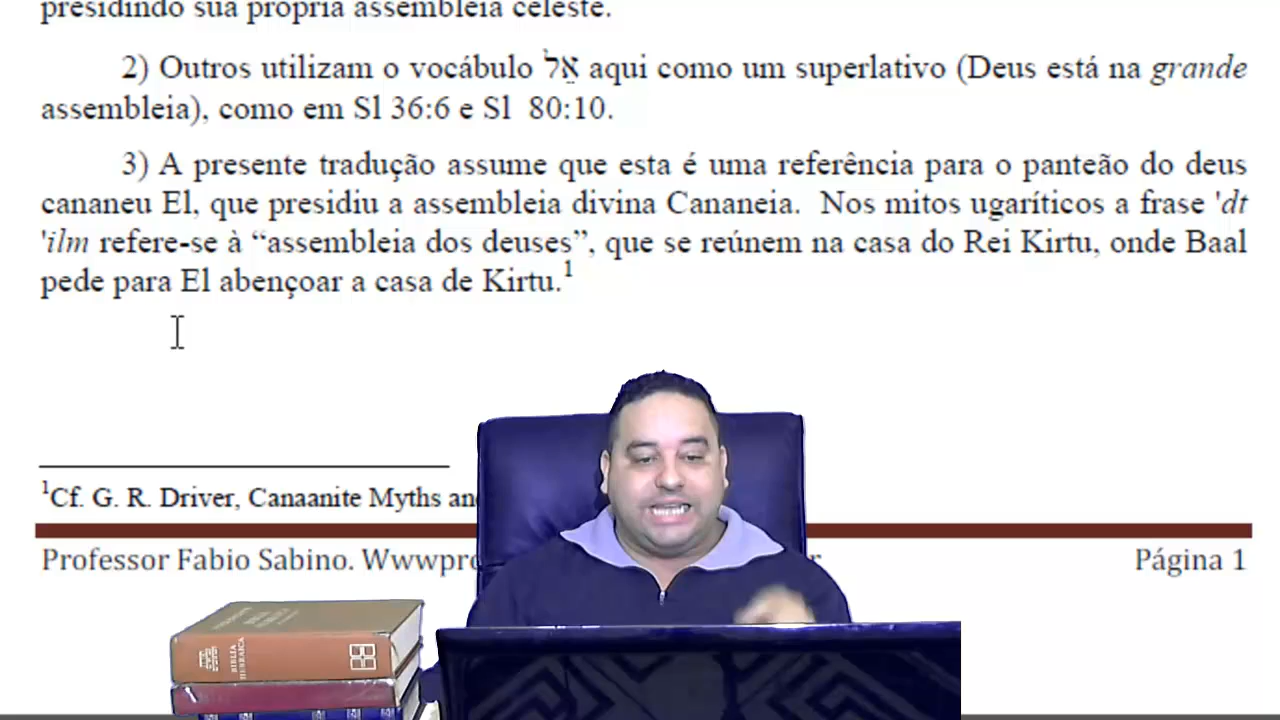 presidindo sua própria assembleia celeste.
2) Outros utilizam o vocábulo אֵל aqui como um superlativo (Deus está na grande
assembleia), como em Sl 36:6 e Sl 80:10.
3) A presente tradução assume que esta é uma referência para o panteão do deus
cananeu El, que presidiu a assembleia divina Cananeia. Nos mitos ugaríticos a frase 'dt
'ilm refere-se à “assembleia dos deuses”, que se reúnem na casa do Rei Kirtu, onde Baal
pede para El abençoar a casa de Kirtu.1
1Cf. G. R. Driver, Canaanite Myths
Professor Fabio Sabino. Página 1
BIBLIA
HEBRAICA